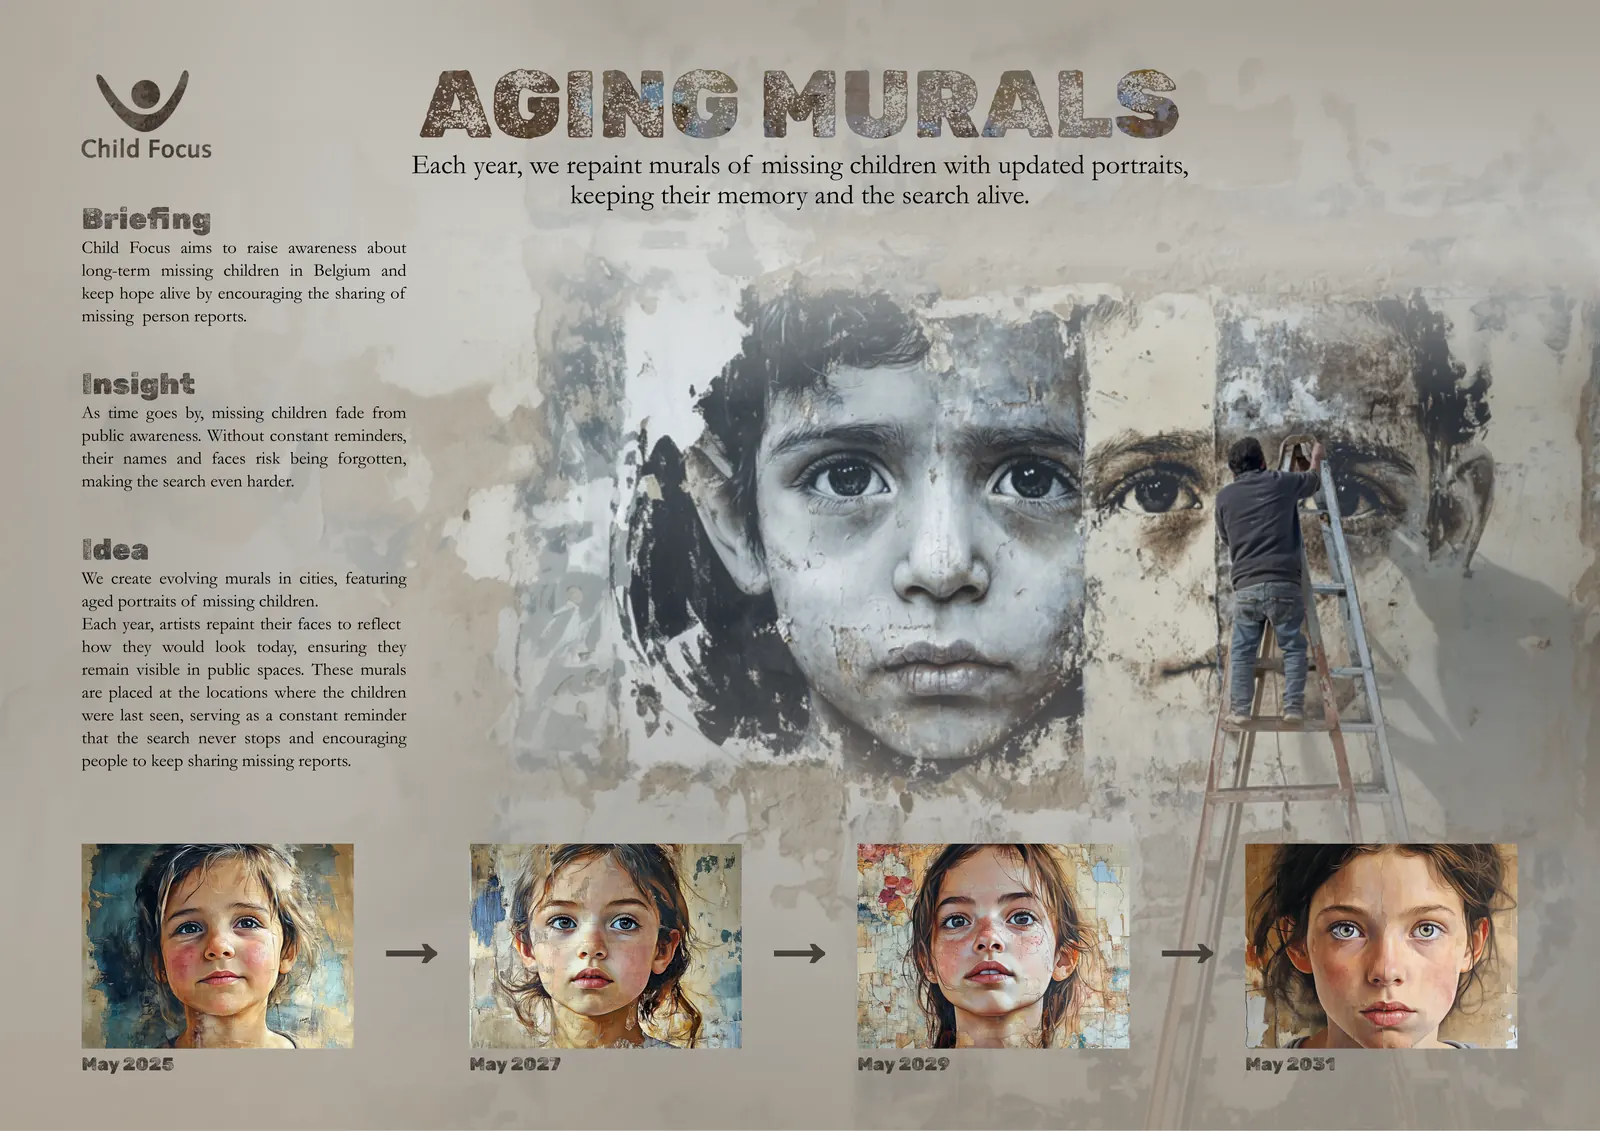 Child Focus
AGING MURALS
Each year, we repaint murals of missing children with updated portraits,
keeping their memory and the search alive.
Briefing
Child Focus aims to raise awareness about
long-term missing children in Belgium and
keep hope alive by encouraging the sharing of
missing person reports.
Insight
As time goes by, missing children fade from
public awareness. Without constant reminders,
their names and faces risk being forgotten,
making the search even harder.
Idea
We create evolving murals in cities, featuring
aged portraits of missing children.
Each year, artists repaint their faces to reflect
how they would look today, ensuring they
remain visible in public spaces. These murals
are placed at the locations where the children
were last seen, serving as a constant reminder
that the search never stops and encouraging
people to keep sharing missing reports.
May 2025
May 2027
May 2029
May 2031